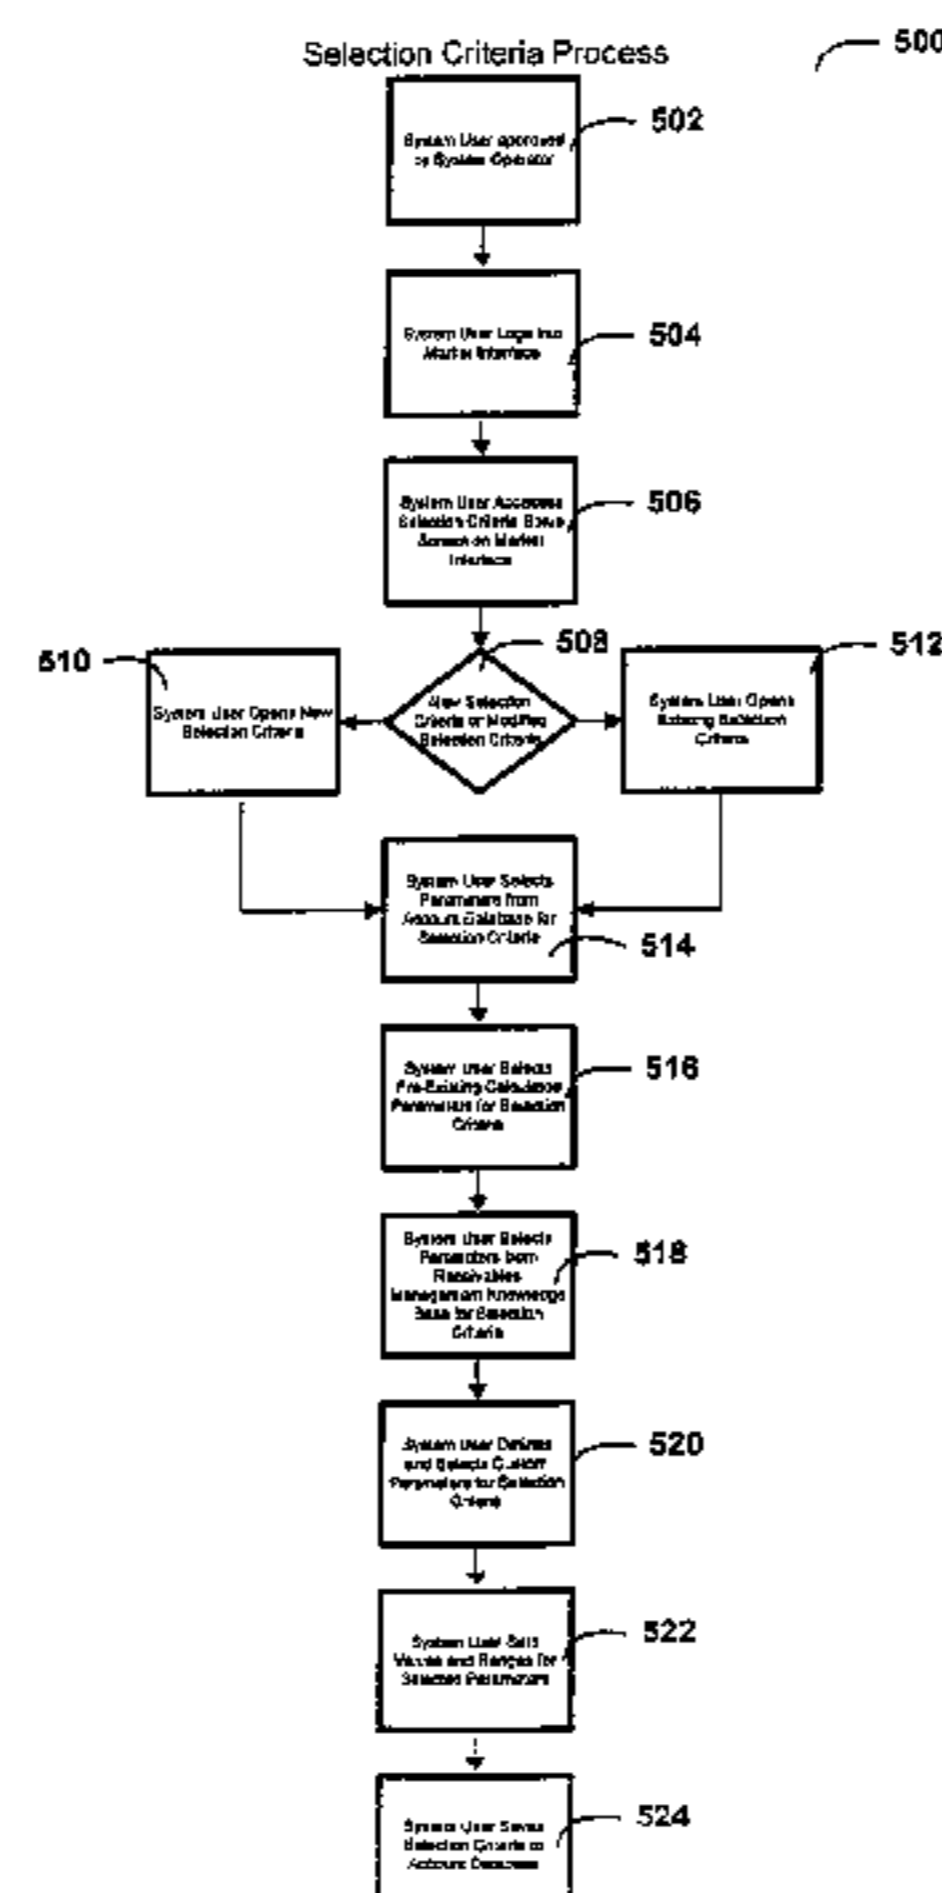 Selection Criteria Process
500
502
System User approved
by System Operator
504
System User Logs into
Market Interface
506
System User Accesses
Selection Criteria
Screen on Market
Interface
508
New Selection
Criteria or Modified
Selection Criteria
510
System User Opens New
Selection Criteria
512
System User Opens
Existing Selection
Criteria
System User Selects
Parameters from
Account Database for
Selection Criteria
514
516
System User Selects
Pre-Existing Calculated
Parameters for Selection
Criteria
518
System User Selects
Parameters from
Receivables
Management Knowledge
Base for Selection
Criteria
520
System User Defines
and Selects Custom
Parameters for Selection
Criteria
522
System User Sets
Values and Ranges for
Selected Parameters
524
System User Saves
Selection Criteria to
Account Database